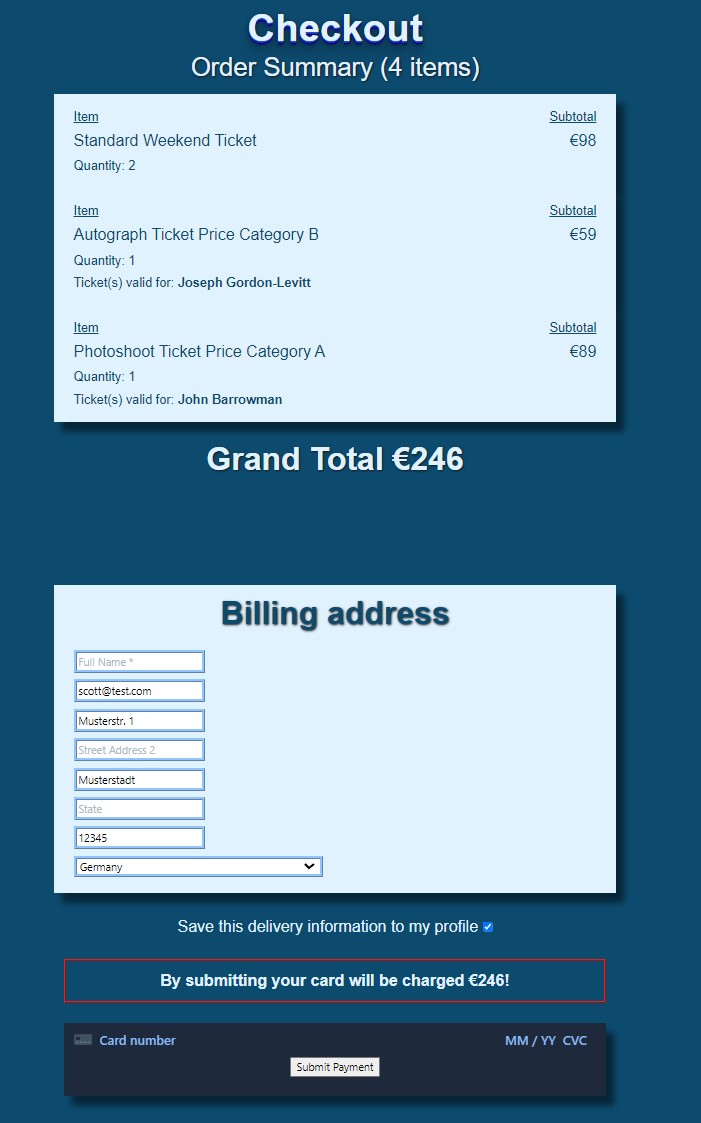 Checkout
Order Summary (4 items)
Item Subtotal
Standard Weekend Ticket €98
Quantity: 2
Item Subtotal
Autograph Ticket Price Category B €59
Quantity: 1
Ticket(s) valid for: Joseph Gordon-Levitt
Item Subtotal
Photoshoot Ticket Price Category A €89
Quantity: 1
Ticket(s) valid for: John Barrowman
Grand Total €246
Billing address
Full Name *
scott@test.com
Musterstr. 1
Street Address 2
Musterstadt
State
12345
Germany
Save this delivery information to my profile
By submitting your card will be charged €246!
Card number MM / YY CVC
Submit Payment